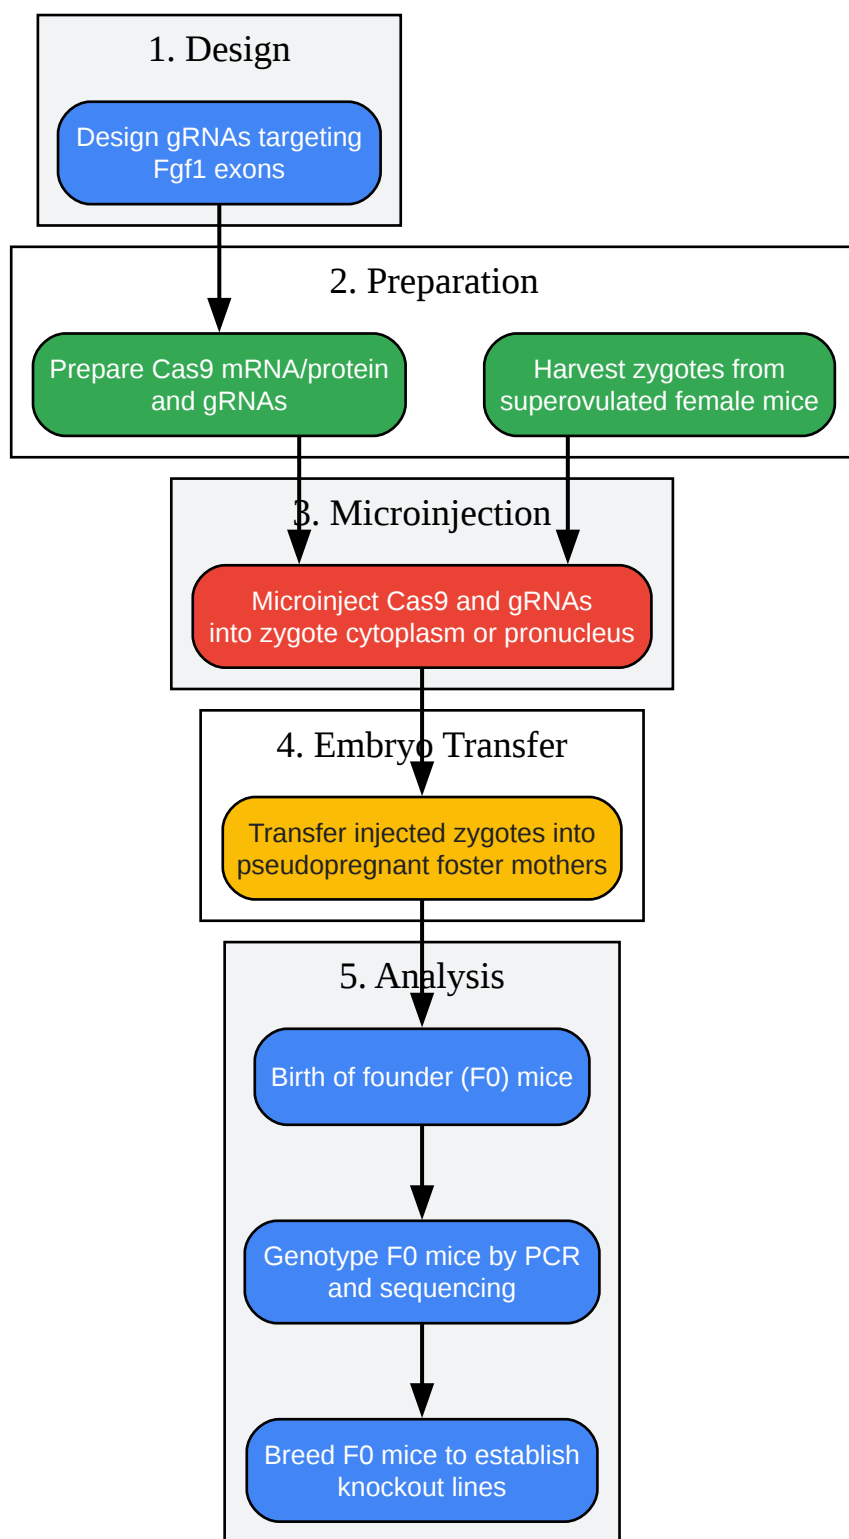 1. Design
Design gRNAs targeting
Fgf1 exons
2. Preparation
Prepare Cas9 mRNA/protein
and gRNAs
Harvest zygotes from
superovulated female mice
3. Microinjection
Microinject Cas9 and gRNAs
into zygote cytoplasm or pronucleus
4. Embryo Transfer
Transfer injected zygotes into
pseudopregnant foster mothers
5. Analysis
Birth of founder (F0) mice
Genotype F0 mice by PCR
and sequencing
Breed F0 mice to establish
knockout lines